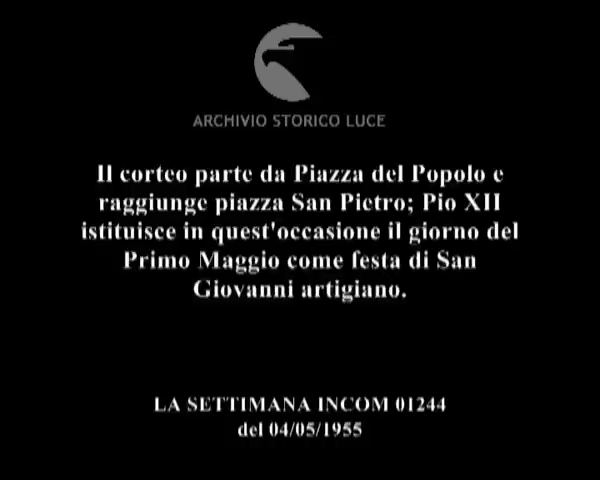 ARCHIVIO STORICO LUCE
Il corteo parte da Piazza del Popolo e
raggiunge piazza San Pietro; Pio XII
istituisce in quest'occasione il giorno del
Primo Maggio come festa di San
Giovanni artigiano.
LA SETTIMANA INCOM 01244
del 04/05/1955